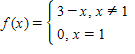 f(x) = { 3 − x, x ≠ 1
0, x = 1